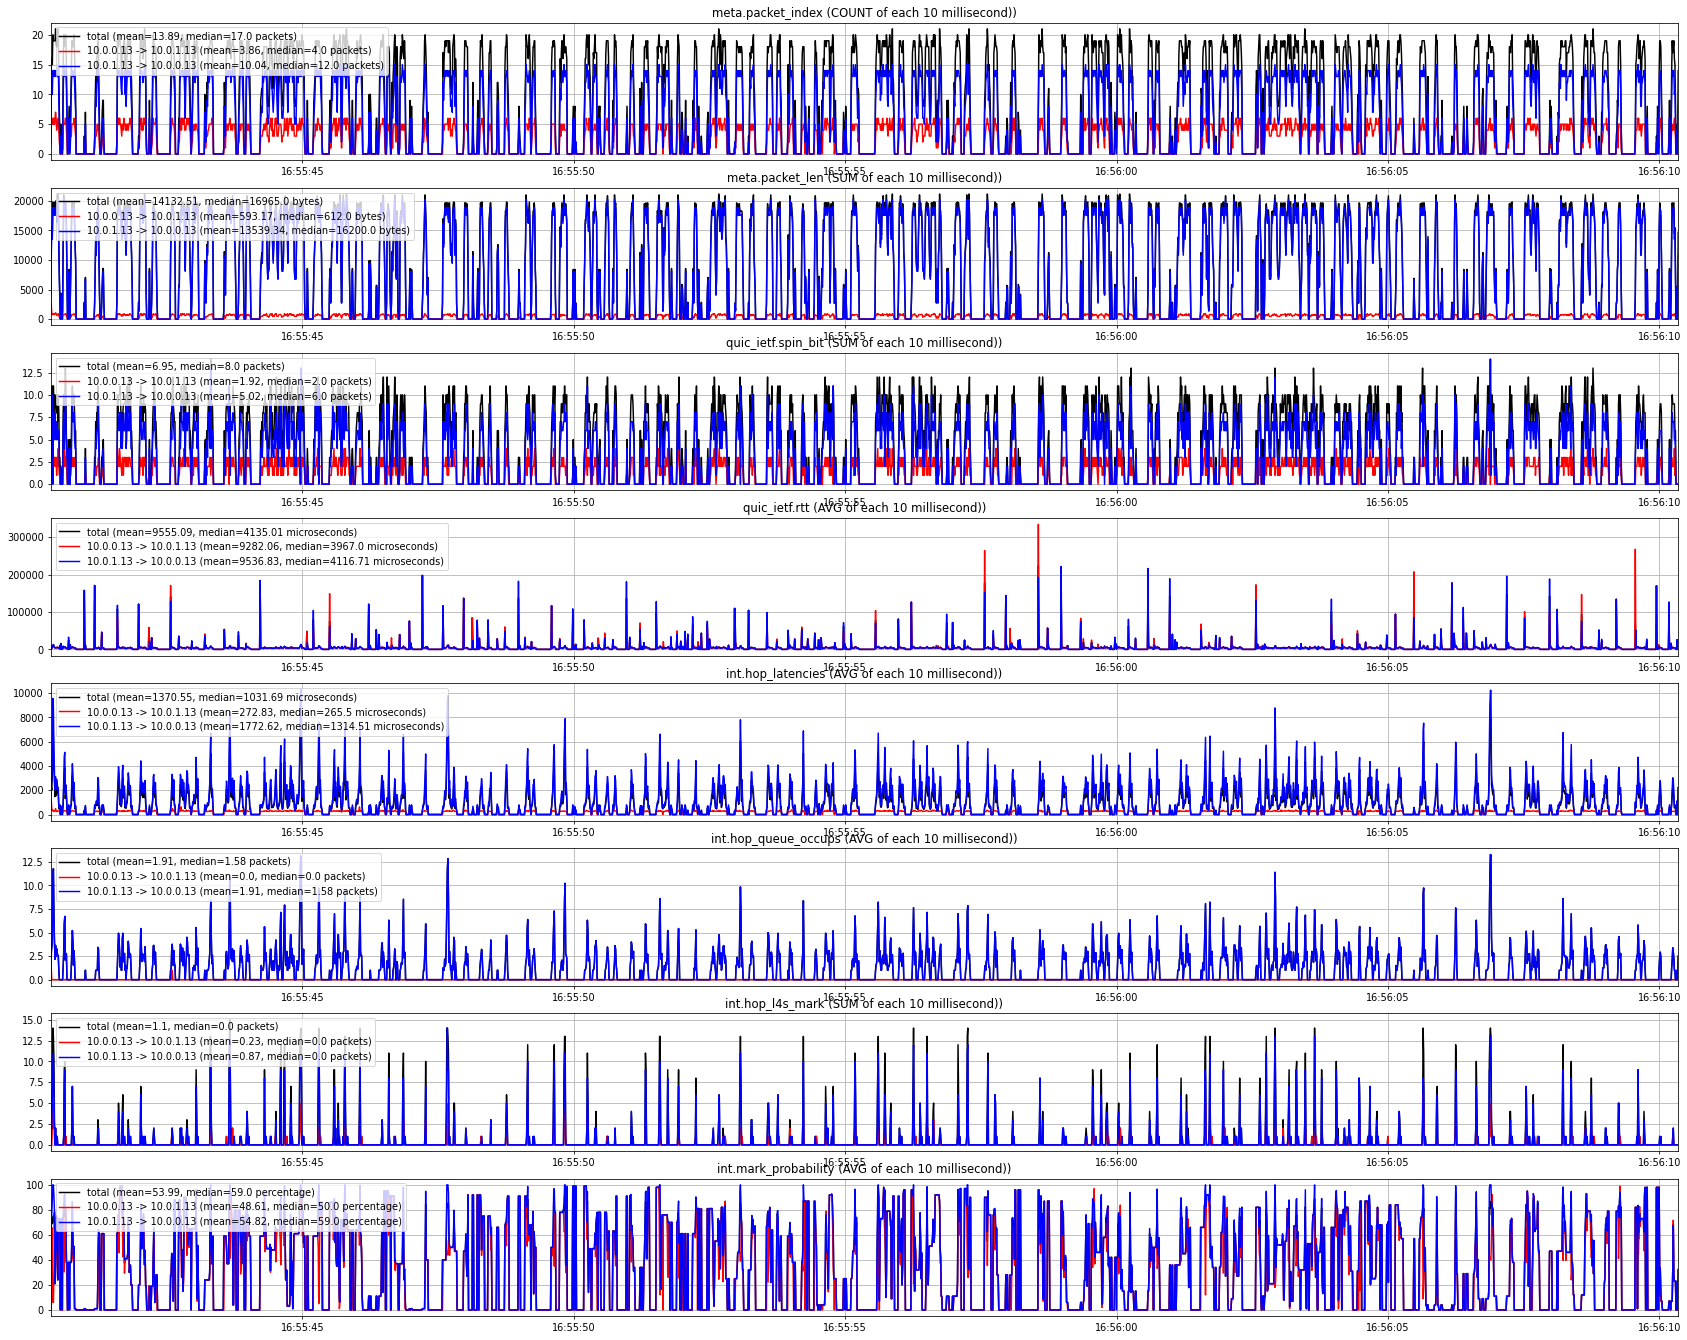 meta.packet_index (COUNT of each 10 millisecond))
total (mean=13.89, median=17.0 packets)
10.0.0.13 -> 10.0.1.13 (mean=3.86, median=4.0 packets)
10.0.1.13 -> 10.0.0.13 (mean=10.04, median=12.0 packets)
20
15
10
5
0
16:55:45 16:55:50 16:55:55 16:56:00 16:56:05 16:56:10
meta.packet_len (SUM of each 10 millisecond))
total (mean=14132.51, median=16965.0 bytes)
10.0.0.13 -> 10.0.1.13 (mean=593.17, median=612.0 bytes)
10.0.1.13 -> 10.0.0.13 (mean=13539.34, median=16200.0 bytes)
20000
15000
10000
5000
0
16:55:45 16:55:50 16:55:55 16:56:00 16:56:05 16:56:10
quic_ietf.spin_bit (SUM of each 10 millisecond))
total (mean=6.95, median=8.0 packets)
10.0.0.13 -> 10.0.1.13 (mean=1.92, median=2.0 packets)
10.0.1.13 -> 10.0.0.13 (mean=5.02, median=6.0 packets)
12.5
10.0
7.5
5.0
2.5
0.0
16:55:45 16:55:50 16:55:55 16:56:00 16:56:05 16:56:10
quic_ietf.rtt (AVG of each 10 millisecond))
total (mean=9555.09, median=4135.01 microseconds)
10.0.0.13 -> 10.0.1.13 (mean=9282.06, median=3967.0 microseconds)
10.0.1.13 -> 10.0.0.13 (mean=9536.83, median=4116.71 microseconds)
300000
200000
100000
0
16:55:45 16:55:50 16:55:55 16:56:00 16:56:05 16:56:10
int.hop_latencies (AVG of each 10 millisecond))
total (mean=1370.55, median=1031.69 microseconds)
10.0.0.13 -> 10.0.1.13 (mean=272.83, median=265.5 microseconds)
10.0.1.13 -> 10.0.0.13 (mean=1772.62, median=1314.51 microseconds)
10000
8000
6000
4000
2000
0
16:55:45 16:55:50 16:55:55 16:56:00 16:56:05 16:56:10
int.hop_queue_occups (AVG of each 10 millisecond))
total (mean=1.91, median=1.58 packets)
10.0.0.13 -> 10.0.1.13 (mean=0.0, median=0.0 packets)
10.0.1.13 -> 10.0.0.13 (mean=1.91, median=1.58 packets)
12.5
10.0
7.5
5.0
2.5
0.0
16:55:45 16:55:50 16:55:55 16:56:00 16:56:05 16:56:10
int.hop_l4s_mark (SUM of each 10 millisecond))
total (mean=1.1, median=0.0 packets)
10.0.0.13 -> 10.0.1.13 (mean=0.23, median=0.0 packets)
10.0.1.13 -> 10.0.0.13 (mean=0.87, median=0.0 packets)
15.0
12.5
10.0
7.5
5.0
2.5
0.0
16:55:45 16:55:50 16:55:55 16:56:00 16:56:05 16:56:10
int.mark_probability (AVG of each 10 millisecond))
total (mean=53.99, median=59.0 percentage)
10.0.0.13 -> 10.0.1.13 (mean=48.61, median=50.0 percentage)
10.0.1.13 -> 10.0.0.13 (mean=54.82, median=59.0 percentage)
100
80
60
40
20
0
16:55:45 16:55:50 16:55:55 16:56:00 16:56:05 16:56:10